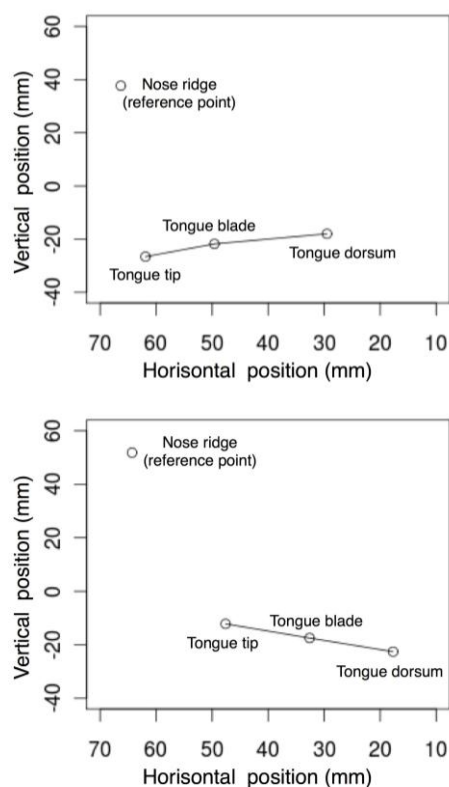 Vertical position (mm)
60
40
20
0
-20
-40
Nose ridge
(reference point)
Tongue blade
Tongue dorsum
Tongue tip
70 60 50 40 30 20 10
Horisontal position (mm)
Vertical position (mm)
60
40
20
0
-20
-40
Nose ridge
(reference point)
Tongue blade
Tongue tip
Tongue dorsum
70 60 50 40 30 20 10
Horisontal position (mm)